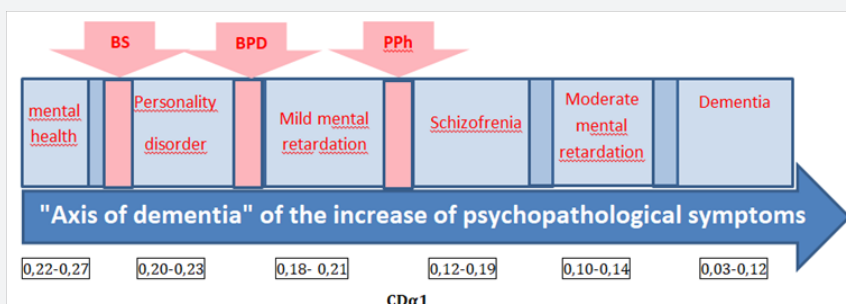 BS
BPD
PPh
mental
health
Personality
disorder
Mild mental
retardation
Schizofrenia
Moderate
mental
retardation
Dementia
"Axis of dementia" of the increase of psychopathological symptoms
0,22-0,27
0,20-0,23
0,18- 0,21
0,12-0,19
0,10-0,14
0,03-0,12
CDα1